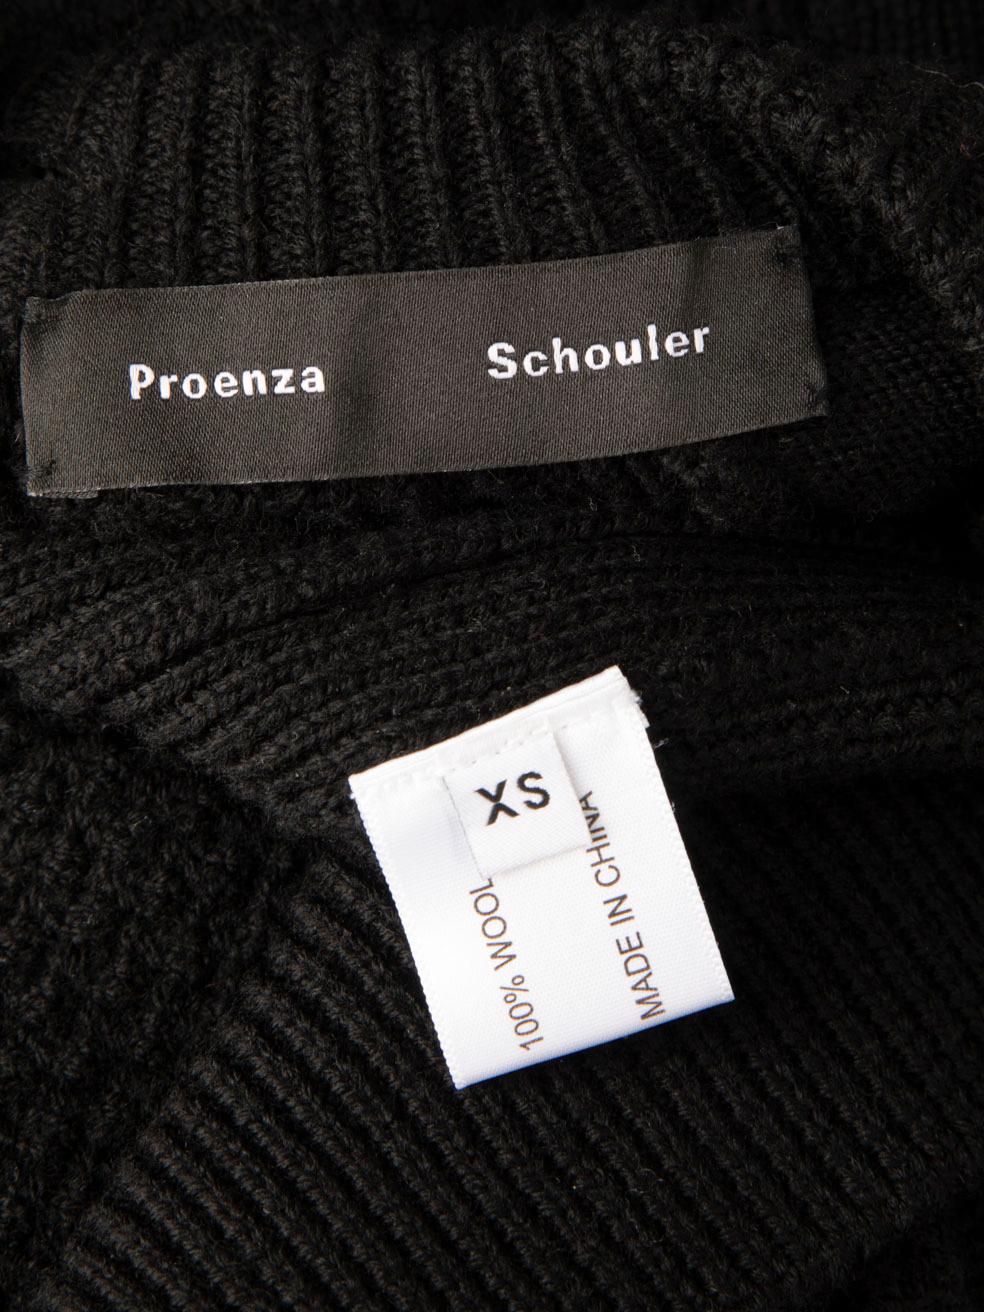 Proenza Schouler
XS
100% WOOL
MADE IN CHINA